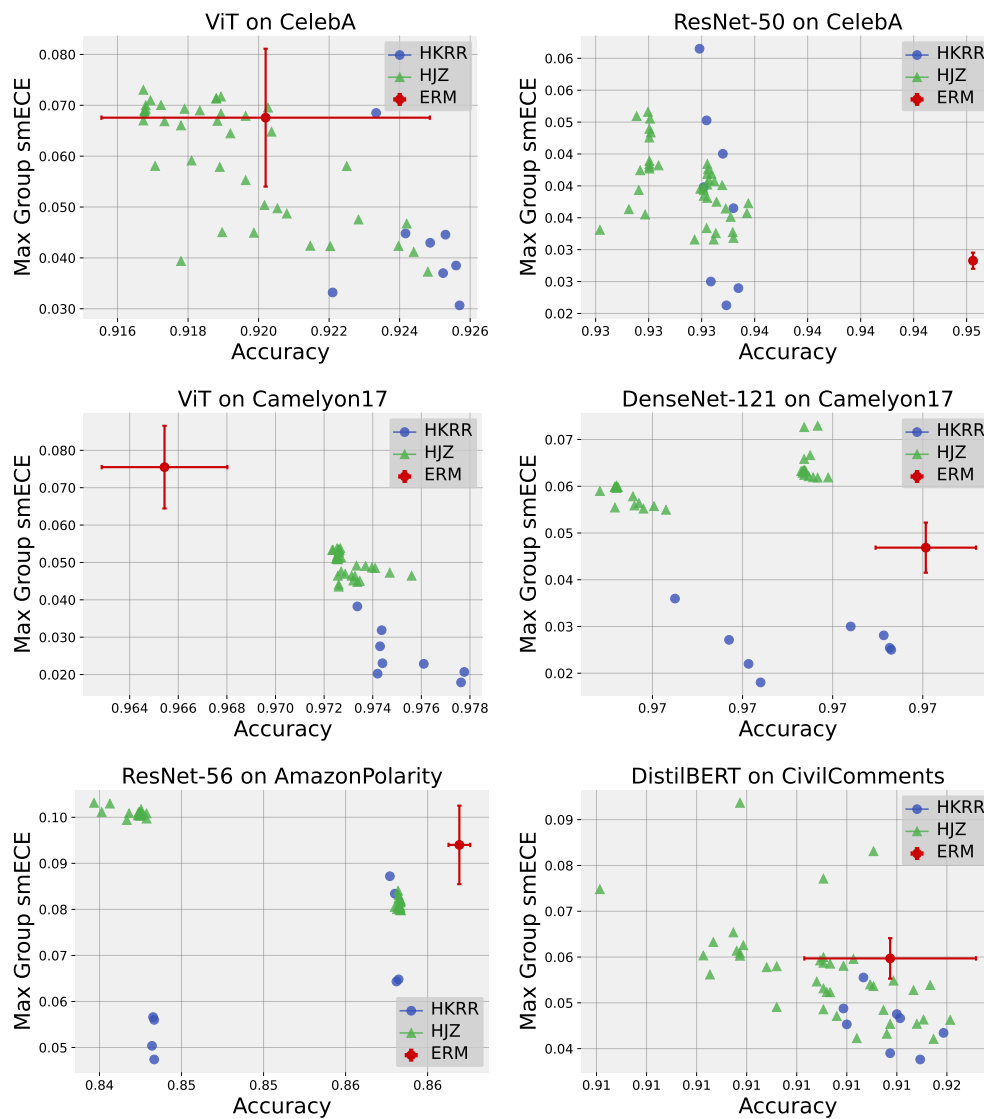 ViT on CelebA
Max Group smECE
0.080
0.070
0.060
0.050
0.040
0.030
HKRR
HJZ
ERM
0.916 0.918 0.920 0.922 0.924 0.926
Accuracy
ResNet-50 on CelebA
Max Group smECE
0.06
0.06
0.05
0.04
0.04
0.04
0.03
0.03
0.02
HKRR
HJZ
ERM
0.93 0.93 0.93 0.94 0.94 0.94 0.94 0.95
Accuracy
ViT on Camelyon17
Max Group smECE
0.080
0.070
0.060
0.050
0.040
0.030
0.020
HKRR
HJZ
ERM
0.964 0.966 0.968 0.970 0.972 0.974 0.976 0.978
Accuracy
DenseNet-121 on Camelyon17
Max Group smECE
0.07
0.06
0.05
0.04
0.03
0.02
HKRR
HJZ
ERM
0.97 0.97 0.97 0.97
Accuracy
ResNet-56 on AmazonPolarity
Max Group smECE
0.10
0.09
0.08
0.07
0.06
0.05
HKRR
HJZ
ERM
0.84 0.85 0.85 0.86 0.86
Accuracy
DistilBERT on CivilComments
Max Group smECE
0.09
0.08
0.07
0.06
0.05
0.04
HKRR
HJZ
ERM
0.91 0.91 0.91 0.91 0.91 0.91 0.91 0.92
Accuracy